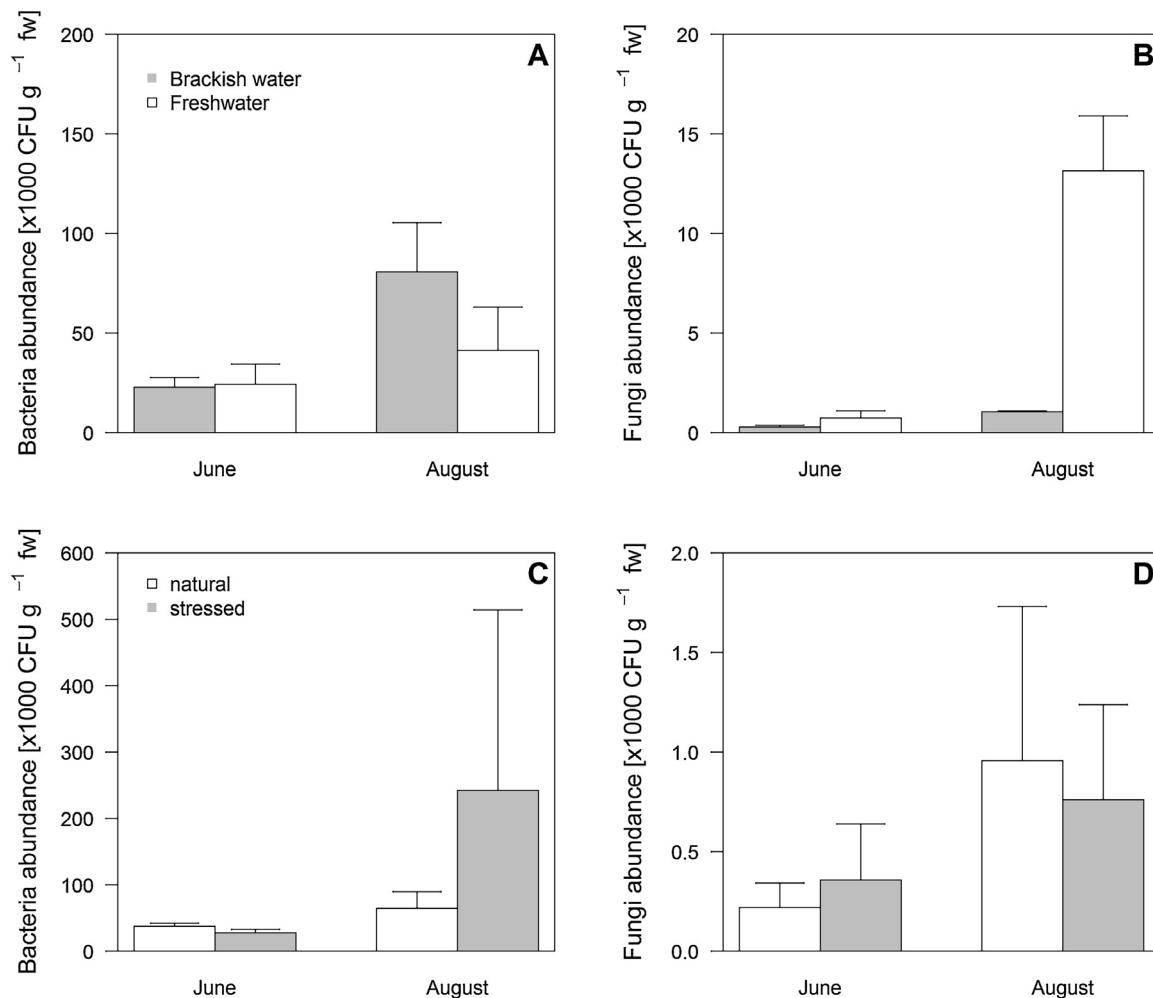 A
Bacteria abundance [x1000 CFU g⁻¹ fw]
200
150
100
50
0
Brackish water
Freshwater
June August
B
Fungi abundance [x1000 CFU g⁻¹ fw]
20
15
10
5
0
June August
C
Bacteria abundance [x1000 CFU g⁻¹ fw]
600
500
400
300
200
100
0
natural
stressed
June August
D
Fungi abundance [x1000 CFU g⁻¹ fw]
2.0
1.5
1.0
0.5
0.0
June August